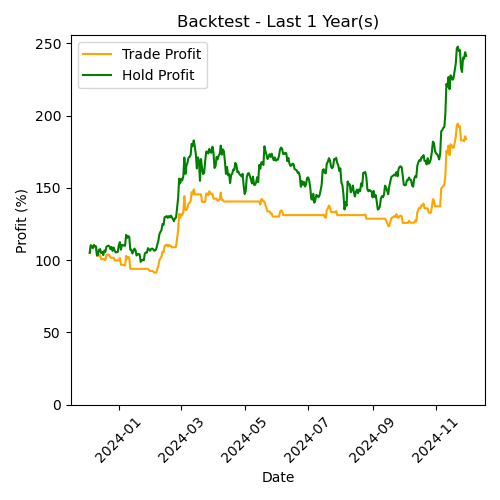 Backtest - Last 1 Year(s)
Trade Profit
Hold Profit
Profit (%)
250
200
150
100
50
0
2024-01
2024-03
2024-05
2024-07
2024-09
2024-11
Date